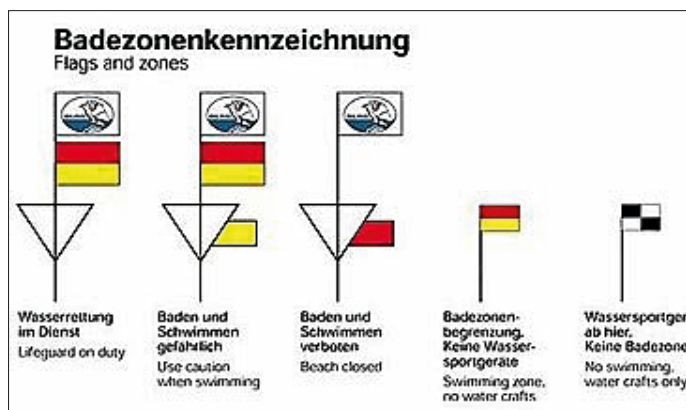 Badezonenkennzeichnung
Flags and zones
Wasserrettung
im Dienst
Lifeguard on duty
Baden und
Schwimmen
gefährlich
Use caution
when swimming
Baden und
Schwimmen
verboten
Beach closed
Badezonen-
begrenzung.
Keine Wasser-
sportgeräte
Swimming zone,
no water crafts
Wassersportger
ab hier.
Keine Badezone
No swimming,
water crafts only